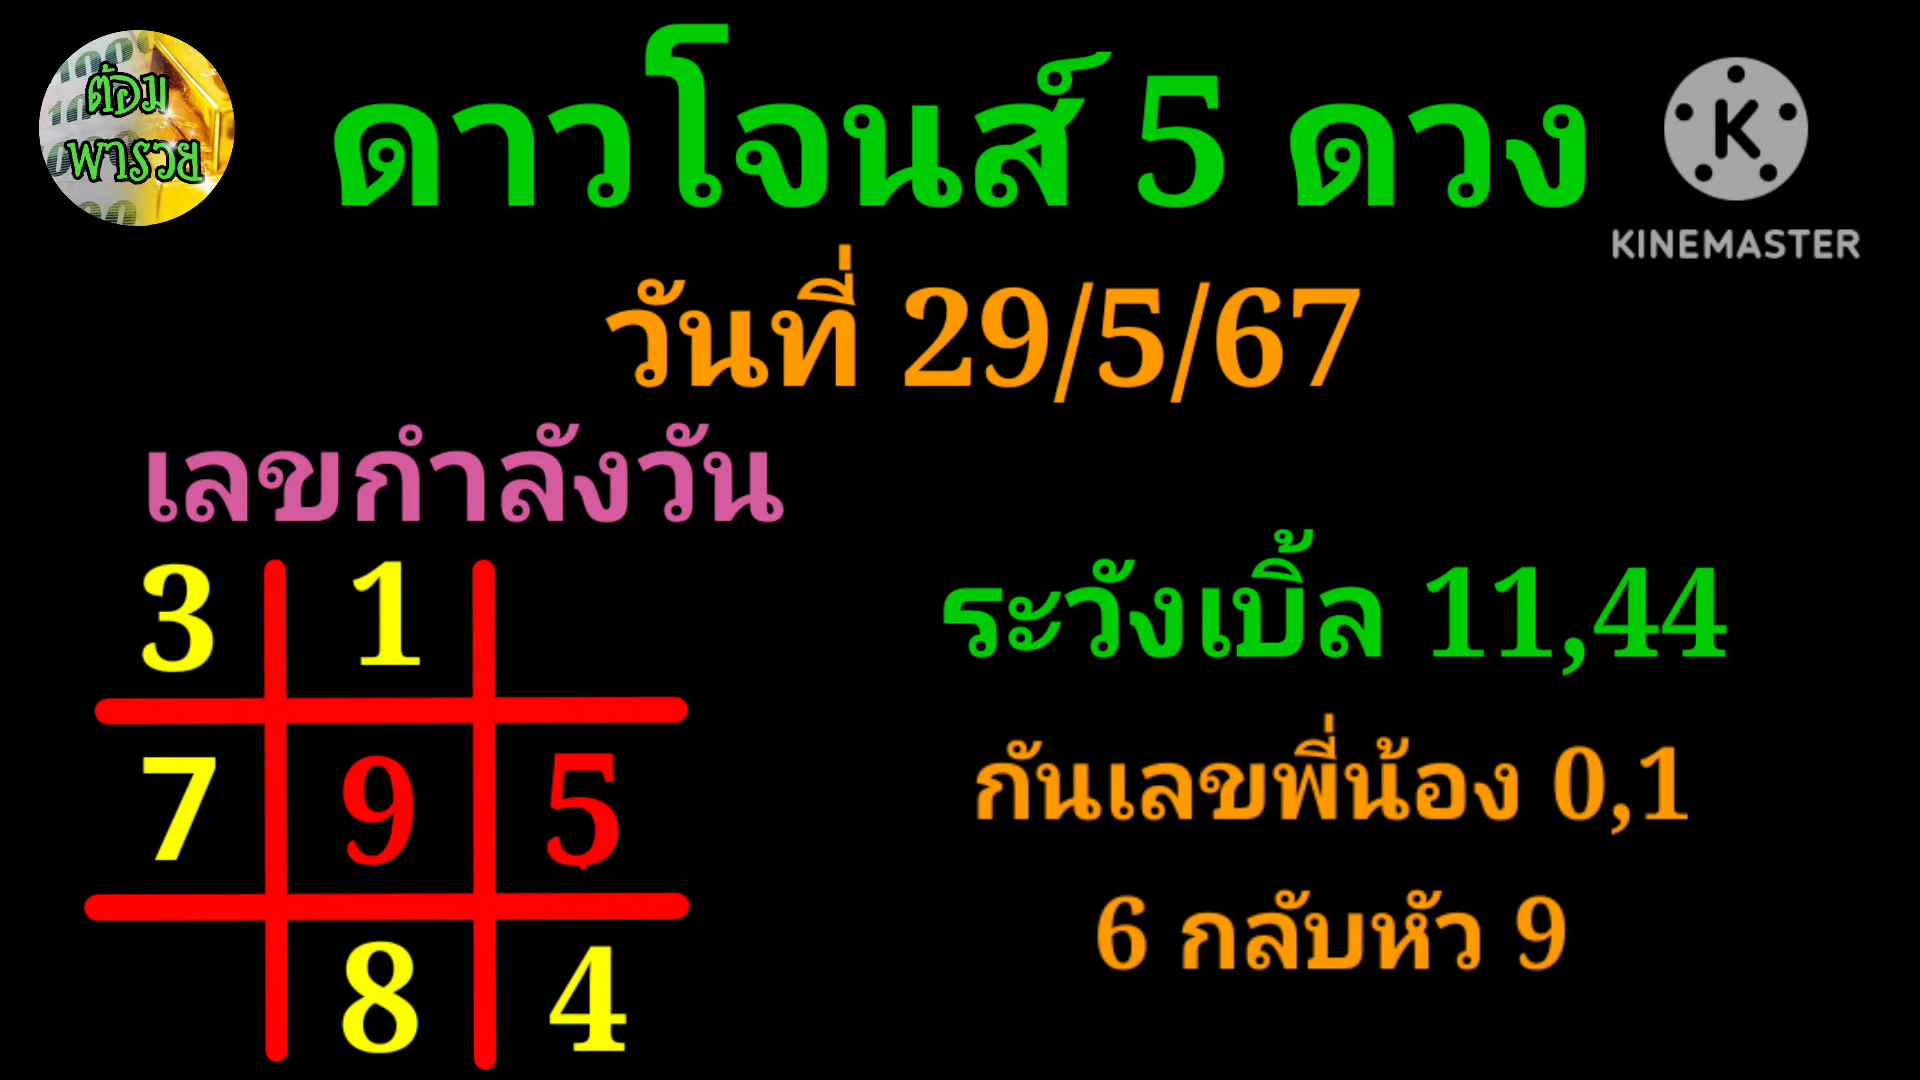 ต้อม
พารวย
ดาวโจนส์ 5 ดวง
KINEMASTER
วันที่ 29/5/67
เลขกำลังวัน
3 1
7 9 5
8 4
ระวังเบิ้ล 11,44
กันเลขพี่น้อง 0,1
6 กลับหัว 9